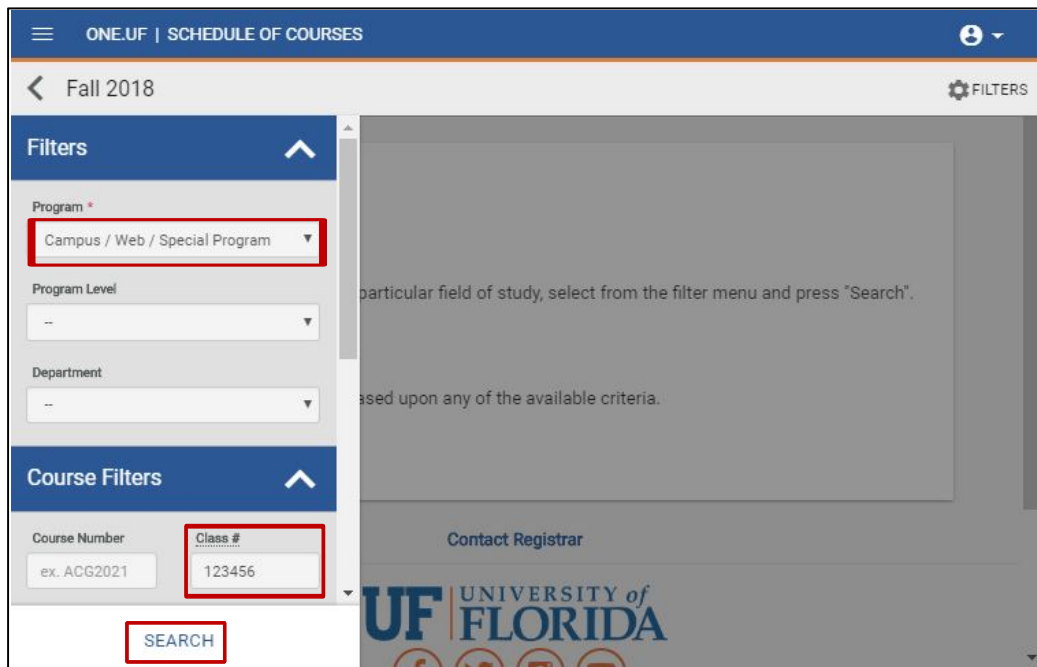 ONE.UF | SCHEDULE OF COURSES
Fall 2018
FILTERS
Filters
Program *
Campus / Web / Special Program
Program Level
--
Department
--
Course Filters
Course Number
Class #
ex. ACG2021
123456
SEARCH
particular field of study, select from the filter menu and press "Search".
ased upon any of the available criteria.
Contact Registrar
UF UNIVERSITY of
FLORIDA